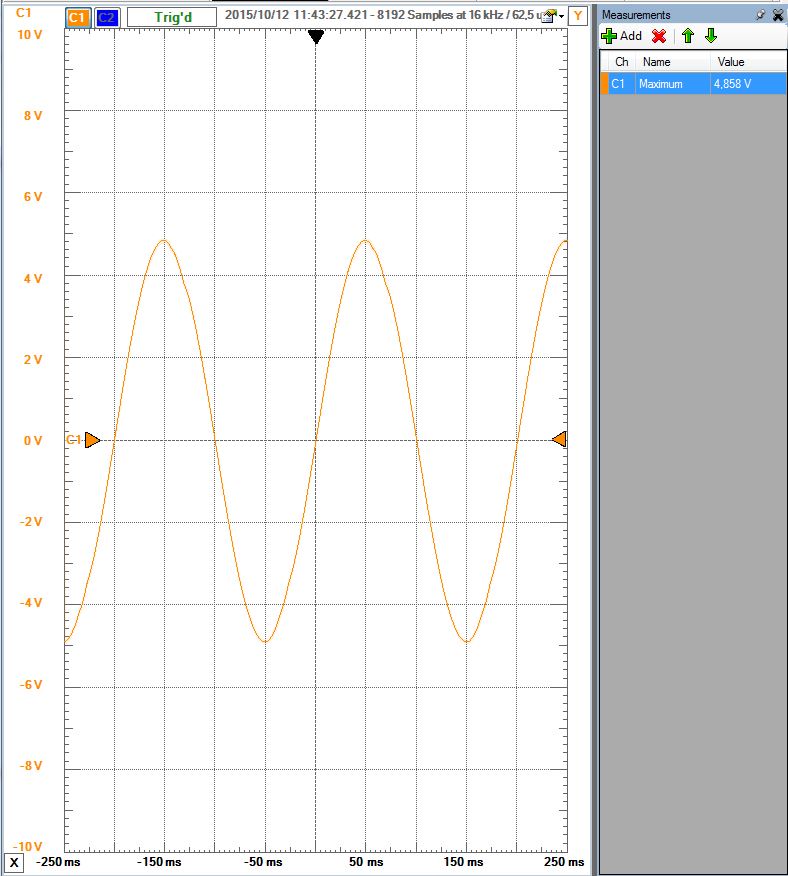 C1 C1 C2 Trig'd 2015/10/12 11:43:27.421 - 8192 Samples at 16 kHz / 62,5 Y
10 V
8 V
6 V
4 V
2 V
0 V
C1
-2 V
-4 V
-6 V
-8 V
-10 V
X -250 ms -150 ms -50 ms 50 ms 150 ms 250 ms
Measurements
Add
Ch Name Value
C1 Maximum 4,858 V